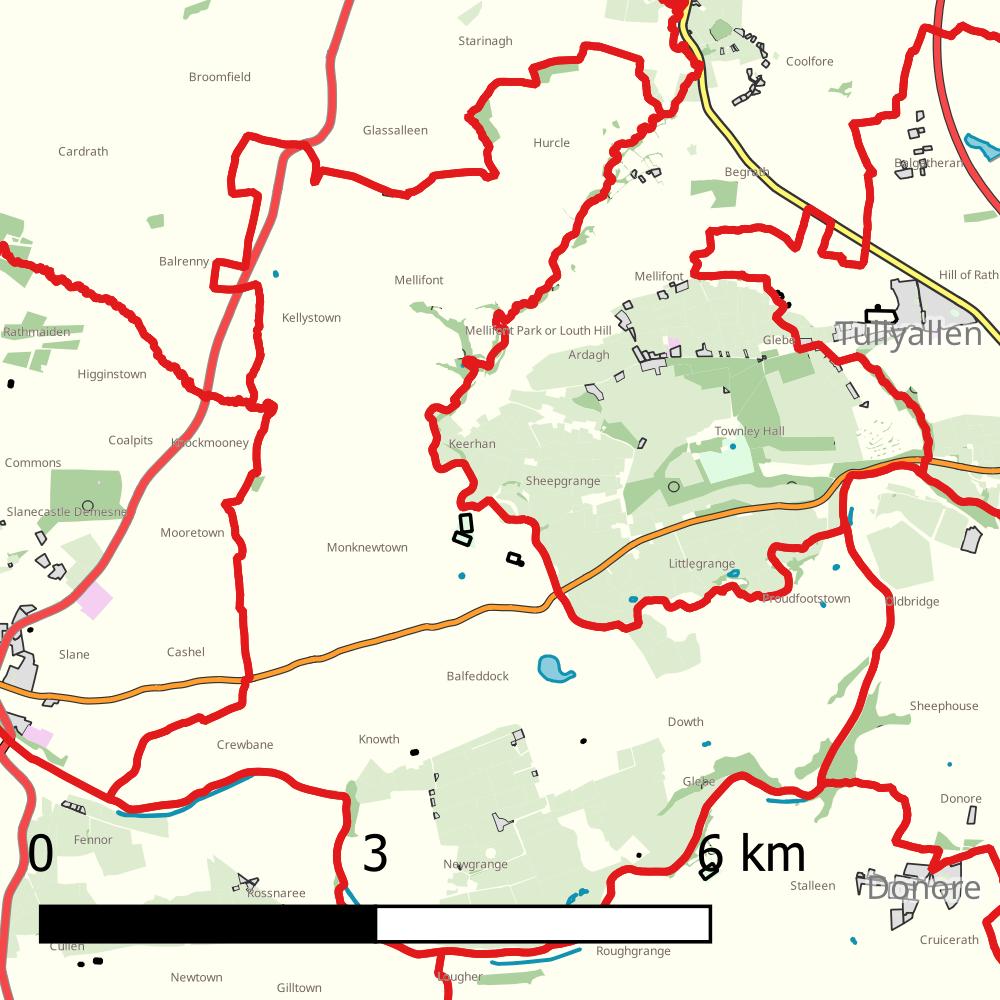 Starinagh
Coolfore
Broomfield
Glassalleen
Hurcle
Cardrath
Balgatheran
Begrath
Balrenny
Mellifont
Mellifont
Hill of Rath
Kellystown
Rathmaiden
Mellifont Park or Louth Hill
Tullyallen
Glebe
Ardagh
Higginstown
Townley Hall
Coalpits
Knockmooney
Keerhan
Commons
Sheepgrange
Slanecastle Demesne
Mooretown
Monknewtown
Littlegrange
Proudfootstown
Oldbridge
Slane
Cashel
Balfeddock
Sheephouse
Dowth
Crewbane
Knowth
Glebe
Donore
Fennor
0 3 6 km
Newgrange
Rossnaree
Stalleen
Donore
Cullen
Cruicerath
Roughgrange
Newtown
Lougher
Gilltown